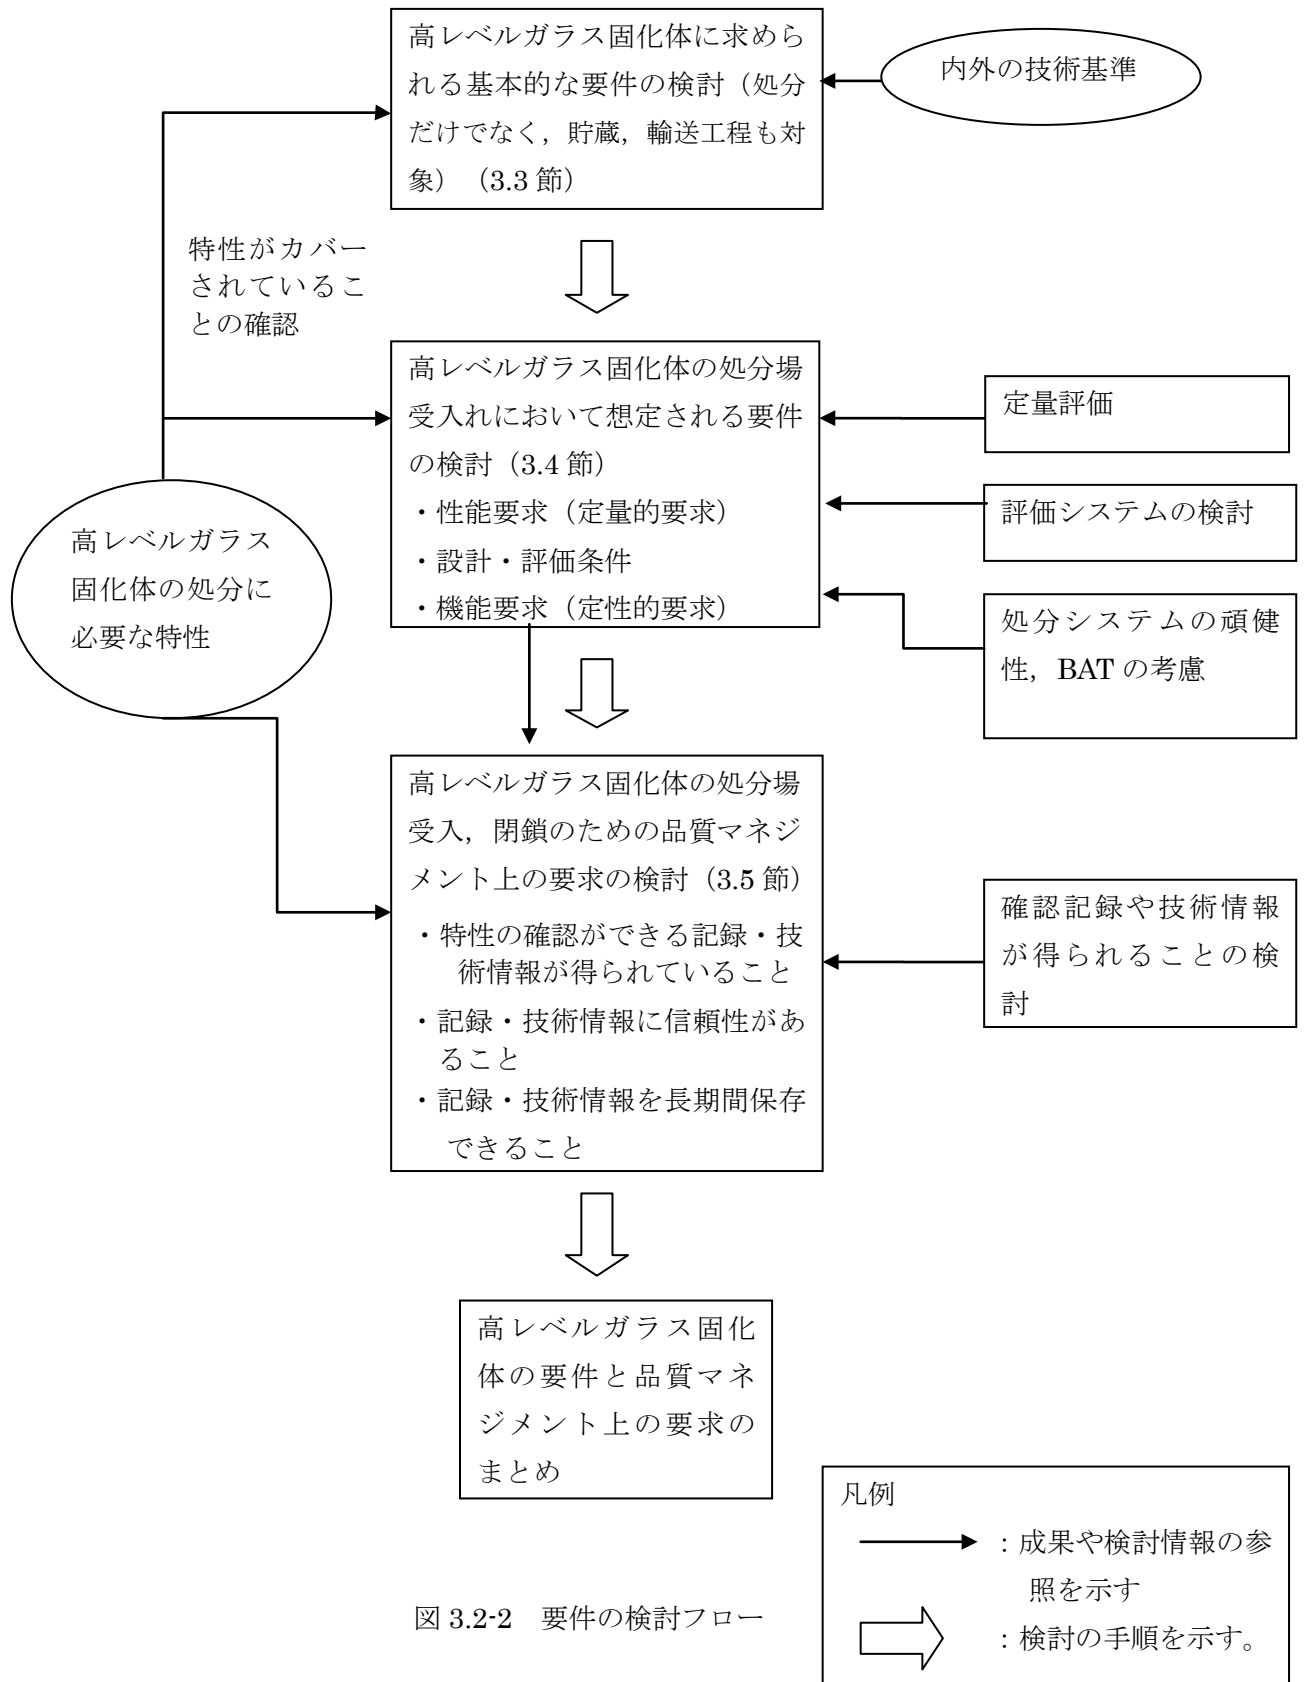 高レベルガラス固化体に求めら
れる基本的な要件の検討（処分
だけでなく，貯蔵，輸送工程も対
象）（3.3 節）
内外の技術基準
特性がカバー
されているこ
との確認
高レベルガラス固化体の処分場
受入れにおいて想定される要件
の検討（3.4 節）
・性能要求（定量的要求）
・設計・評価条件
・機能要求（定性的要求）
定量評価
評価システムの検討
処分システムの頑健
性，BAT の考慮
高レベルガラス
固化体の処分に
必要な特性
高レベルガラス固化体の処分場
受入，閉鎖のための品質マネジ
メント上の要求の検討（3.5 節）
・特性の確認ができる記録・技
術情報が得られていること
・記録・技術情報に信頼性があ
ること
・記録・技術情報を長期間保存
できること
確認記録や技術情報
が得られることの検
討
高レベルガラス固化
体の要件と品質マネ
ジメント上の要求の
まとめ
凡例
：成果や検討情報の参
照を示す
：検討の手順を示す。
図 3.2-2　要件の検討フロー